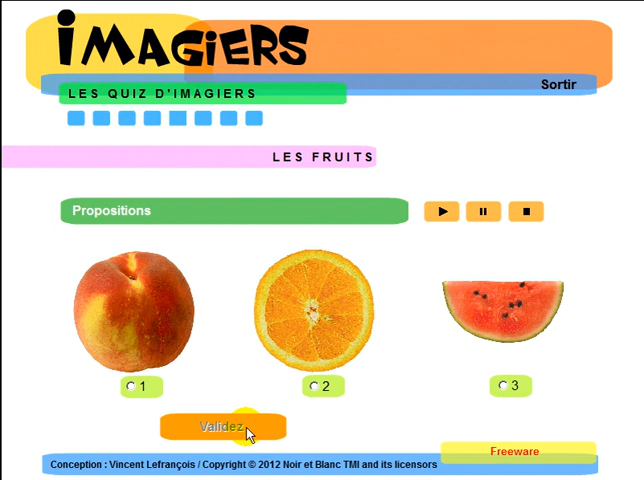 iMAGiERS
Sortir
LES QUIZ D'IMAGIERS
LES FRUITS
Propositions
1
2
3
Validez
Freeware
Conception : Vincent Lefrançois / Copyright © 2012 Noir et Blanc TMI and its licensors